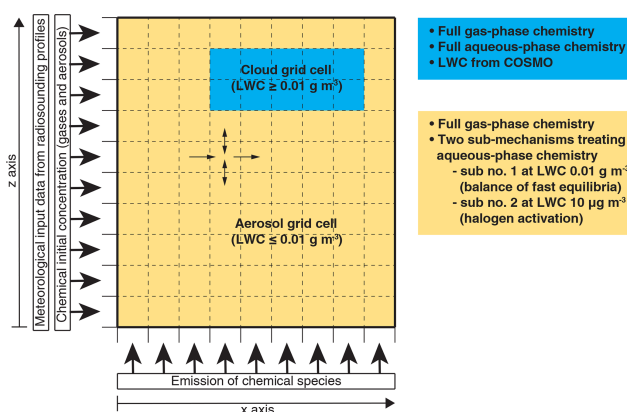 z axis
Meteorological input data from radiosounding profiles
Chemical initial concentration (gases and aerosols)
Cloud grid cell
(LWC ≥ 0.01 g m⁻³)
Aerosol grid cell
(LWC ≤ 0.01 g m⁻³)
Emission of chemical species
x axis
• Full gas-phase chemistry
• Full aqueous-phase chemistry
• LWC from COSMO
• Full gas-phase chemistry
• Two sub-mechanisms treating
aqueous-phase chemistry
- sub no. 1 at LWC 0.01 g m⁻³
(balance of fast equilibria)
- sub no. 2 at LWC 10 µg m⁻³
(halogen activation)